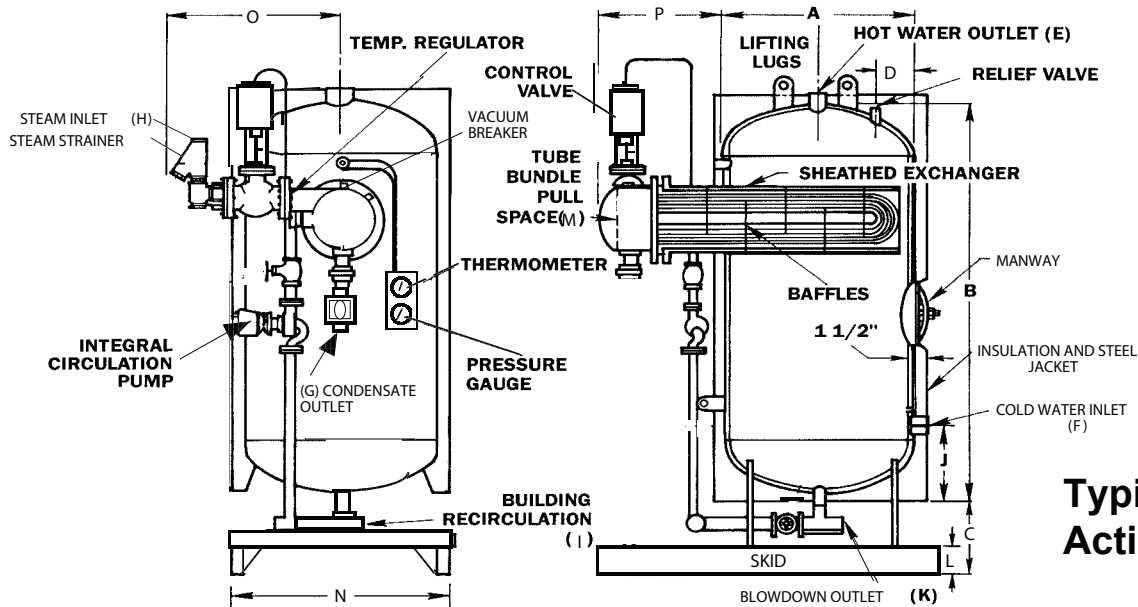 O
P
A
TEMP. REGULATOR
LIFTING
LUGS
HOT WATER OUTLET (E)
D
CONTROL
VALVE
RELIEF VALVE
STEAM INLET
(H)
STEAM STRAINER
VACUUM
BREAKER
TUBE
BUNDLE
PULL
SPACE(M)
SHEATHED EXCHANGER
THERMOMETER
BAFFLES
MANWAY
B
1 1/2"
INTEGRAL
CIRCULATION
PUMP
(G) CONDENSATE
OUTLET
PRESSURE
GAUGE
INSULATION AND STEEL
JACKET
COLD WATER INLET
(F)
J
BUILDING
RECIRCULATION
(I)
Typi
Acti
C
SKID
L
N
BLOWDOWN OUTLET
(K)